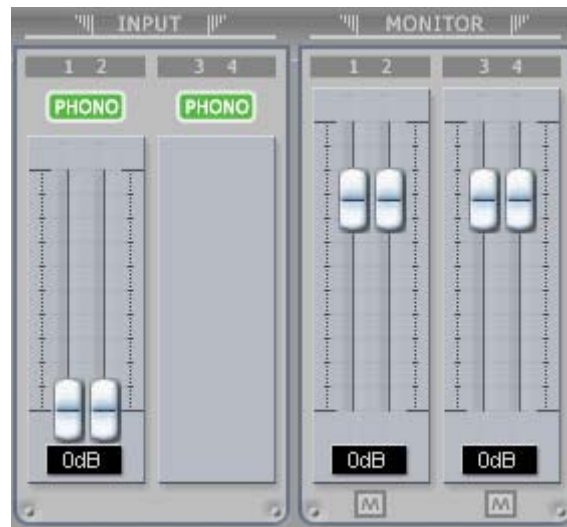 INPUT MONITOR
1 2 3 4 1 2 3 4
PHONO PHONO
0dB 0dB 0dB
M M